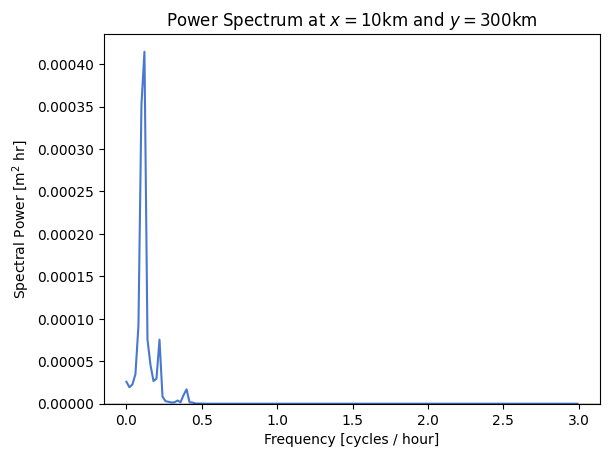 Power Spectrum at x = 10km and y = 300km
Spectral Power [m² hr]
0.00040
0.00035
0.00030
0.00025
0.00020
0.00015
0.00010
0.00005
0.00000
0.0 0.5 1.0 1.5 2.0 2.5 3.0
Frequency [cycles / hour]